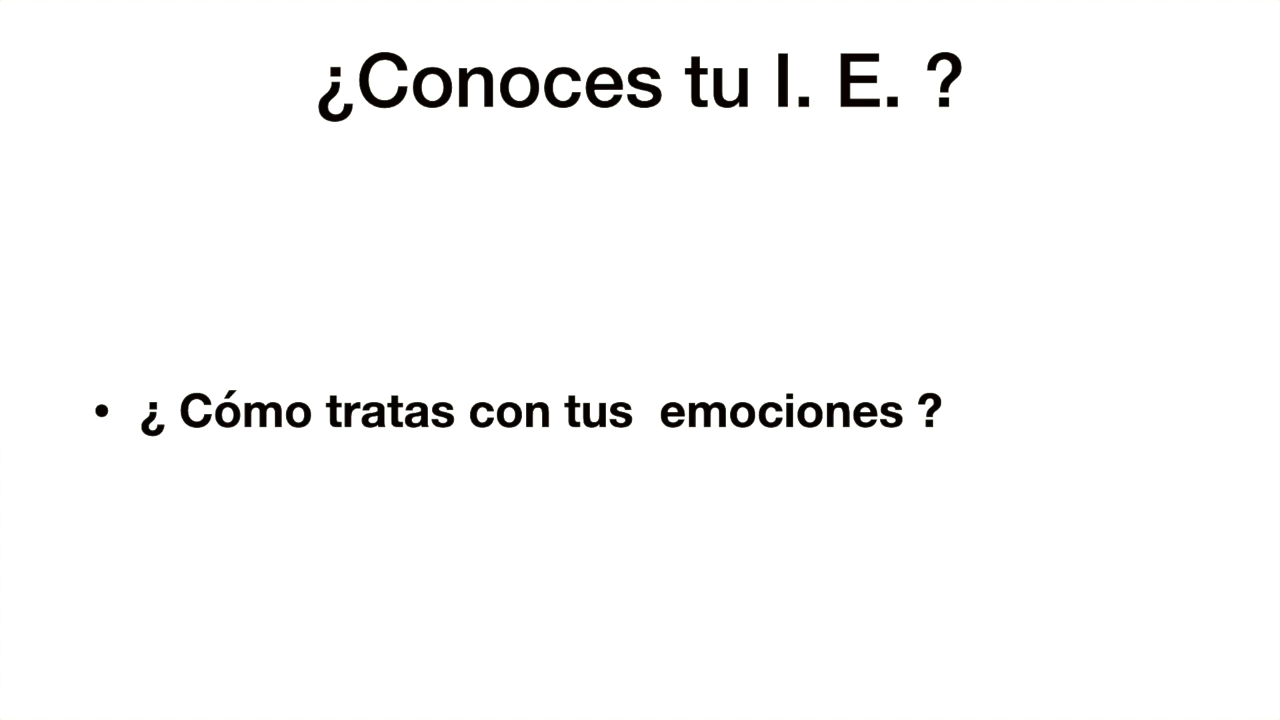 ¿Conoces tu I. E. ?
• ¿ Cómo tratas con tus  emociones ?